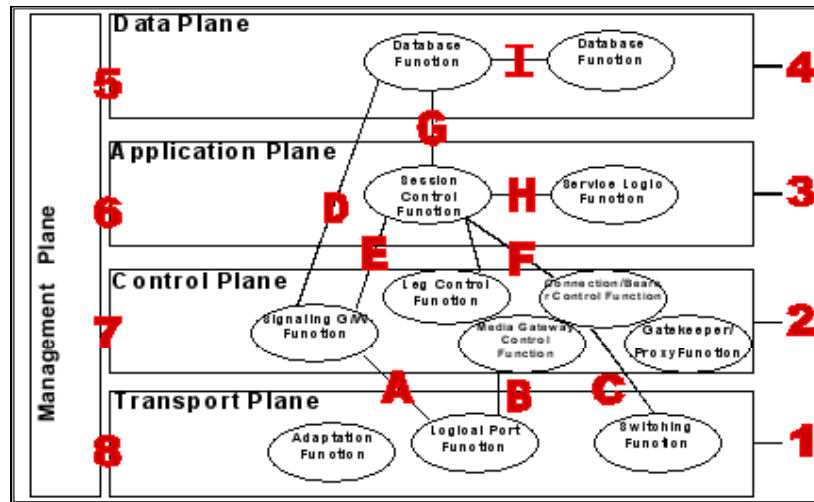 Data Plane
Database
Function
I
Database
Function
5
4
G
Application Plane
Session
Control
Function
H
Service Logic
Function
D
6
3
E
F
Control Plane
Leg Control
Function
Connection/Beare
r Control Function
Signaling G/W
Function
Media Gateway
Control
Function
Gatekeeper/
Proxy Function
7
2
A
B
C
Transport Plane
Adaptation
Function
Logical Port
Function
Switching
Function
8
1
Management Plane